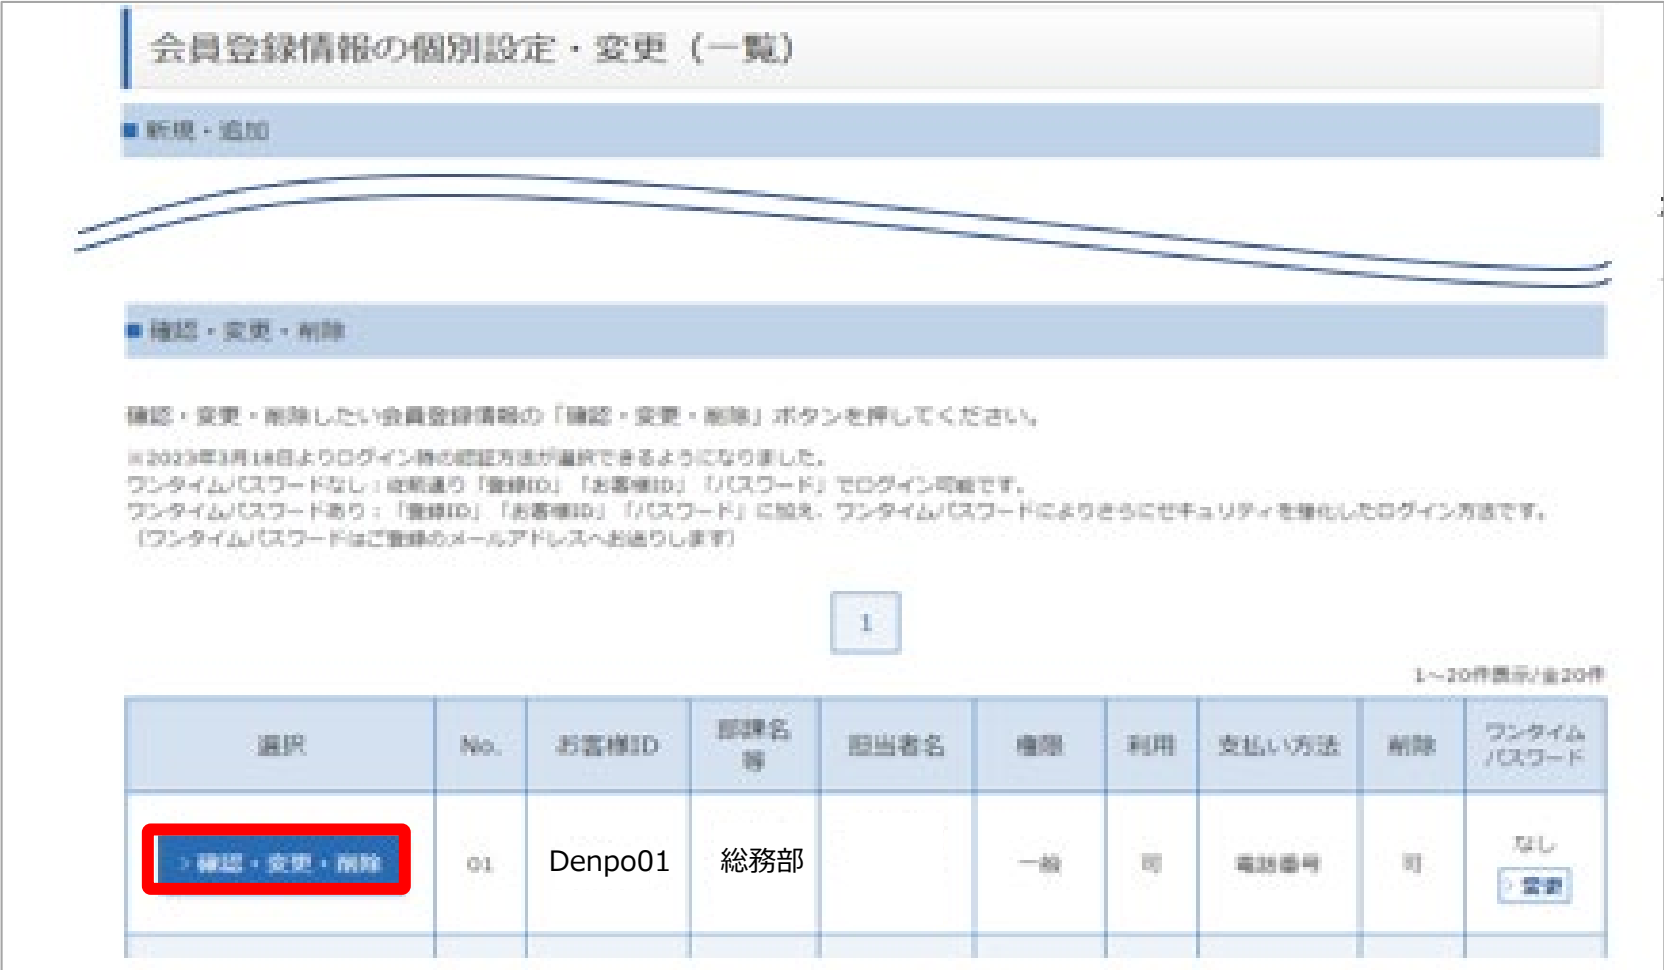 会員登録情報の個別設定・変更（一覧）
■新規・追加
■確認・変更・削除
確認・変更・削除したい会員登録情報の「確認・変更・削除」ボタンを押してください。
※2023年3月18日よりログイン時の認証方法が選択できるようになりました。
ワンタイムパスワードなし：従前通り「登録ID」「お客様ID」「パスワード」でログイン可能です。
ワンタイムパスワードあり：「登録ID」「お客様ID」「パスワード」に加え、ワンタイムパスワードによりさらにセキュリティを強化したログイン方法です。
（ワンタイムパスワードはご登録のメールアドレスへお送りします）
1
1～20件表示/全20件
選択 No. お客様ID 部課名等 担当者名 権限 利用 支払い方法 削除 ワンタイムパスワード
確認・変更・削除 01 Denpo01 総務部 一般 可 電話番号 可 なし
変更